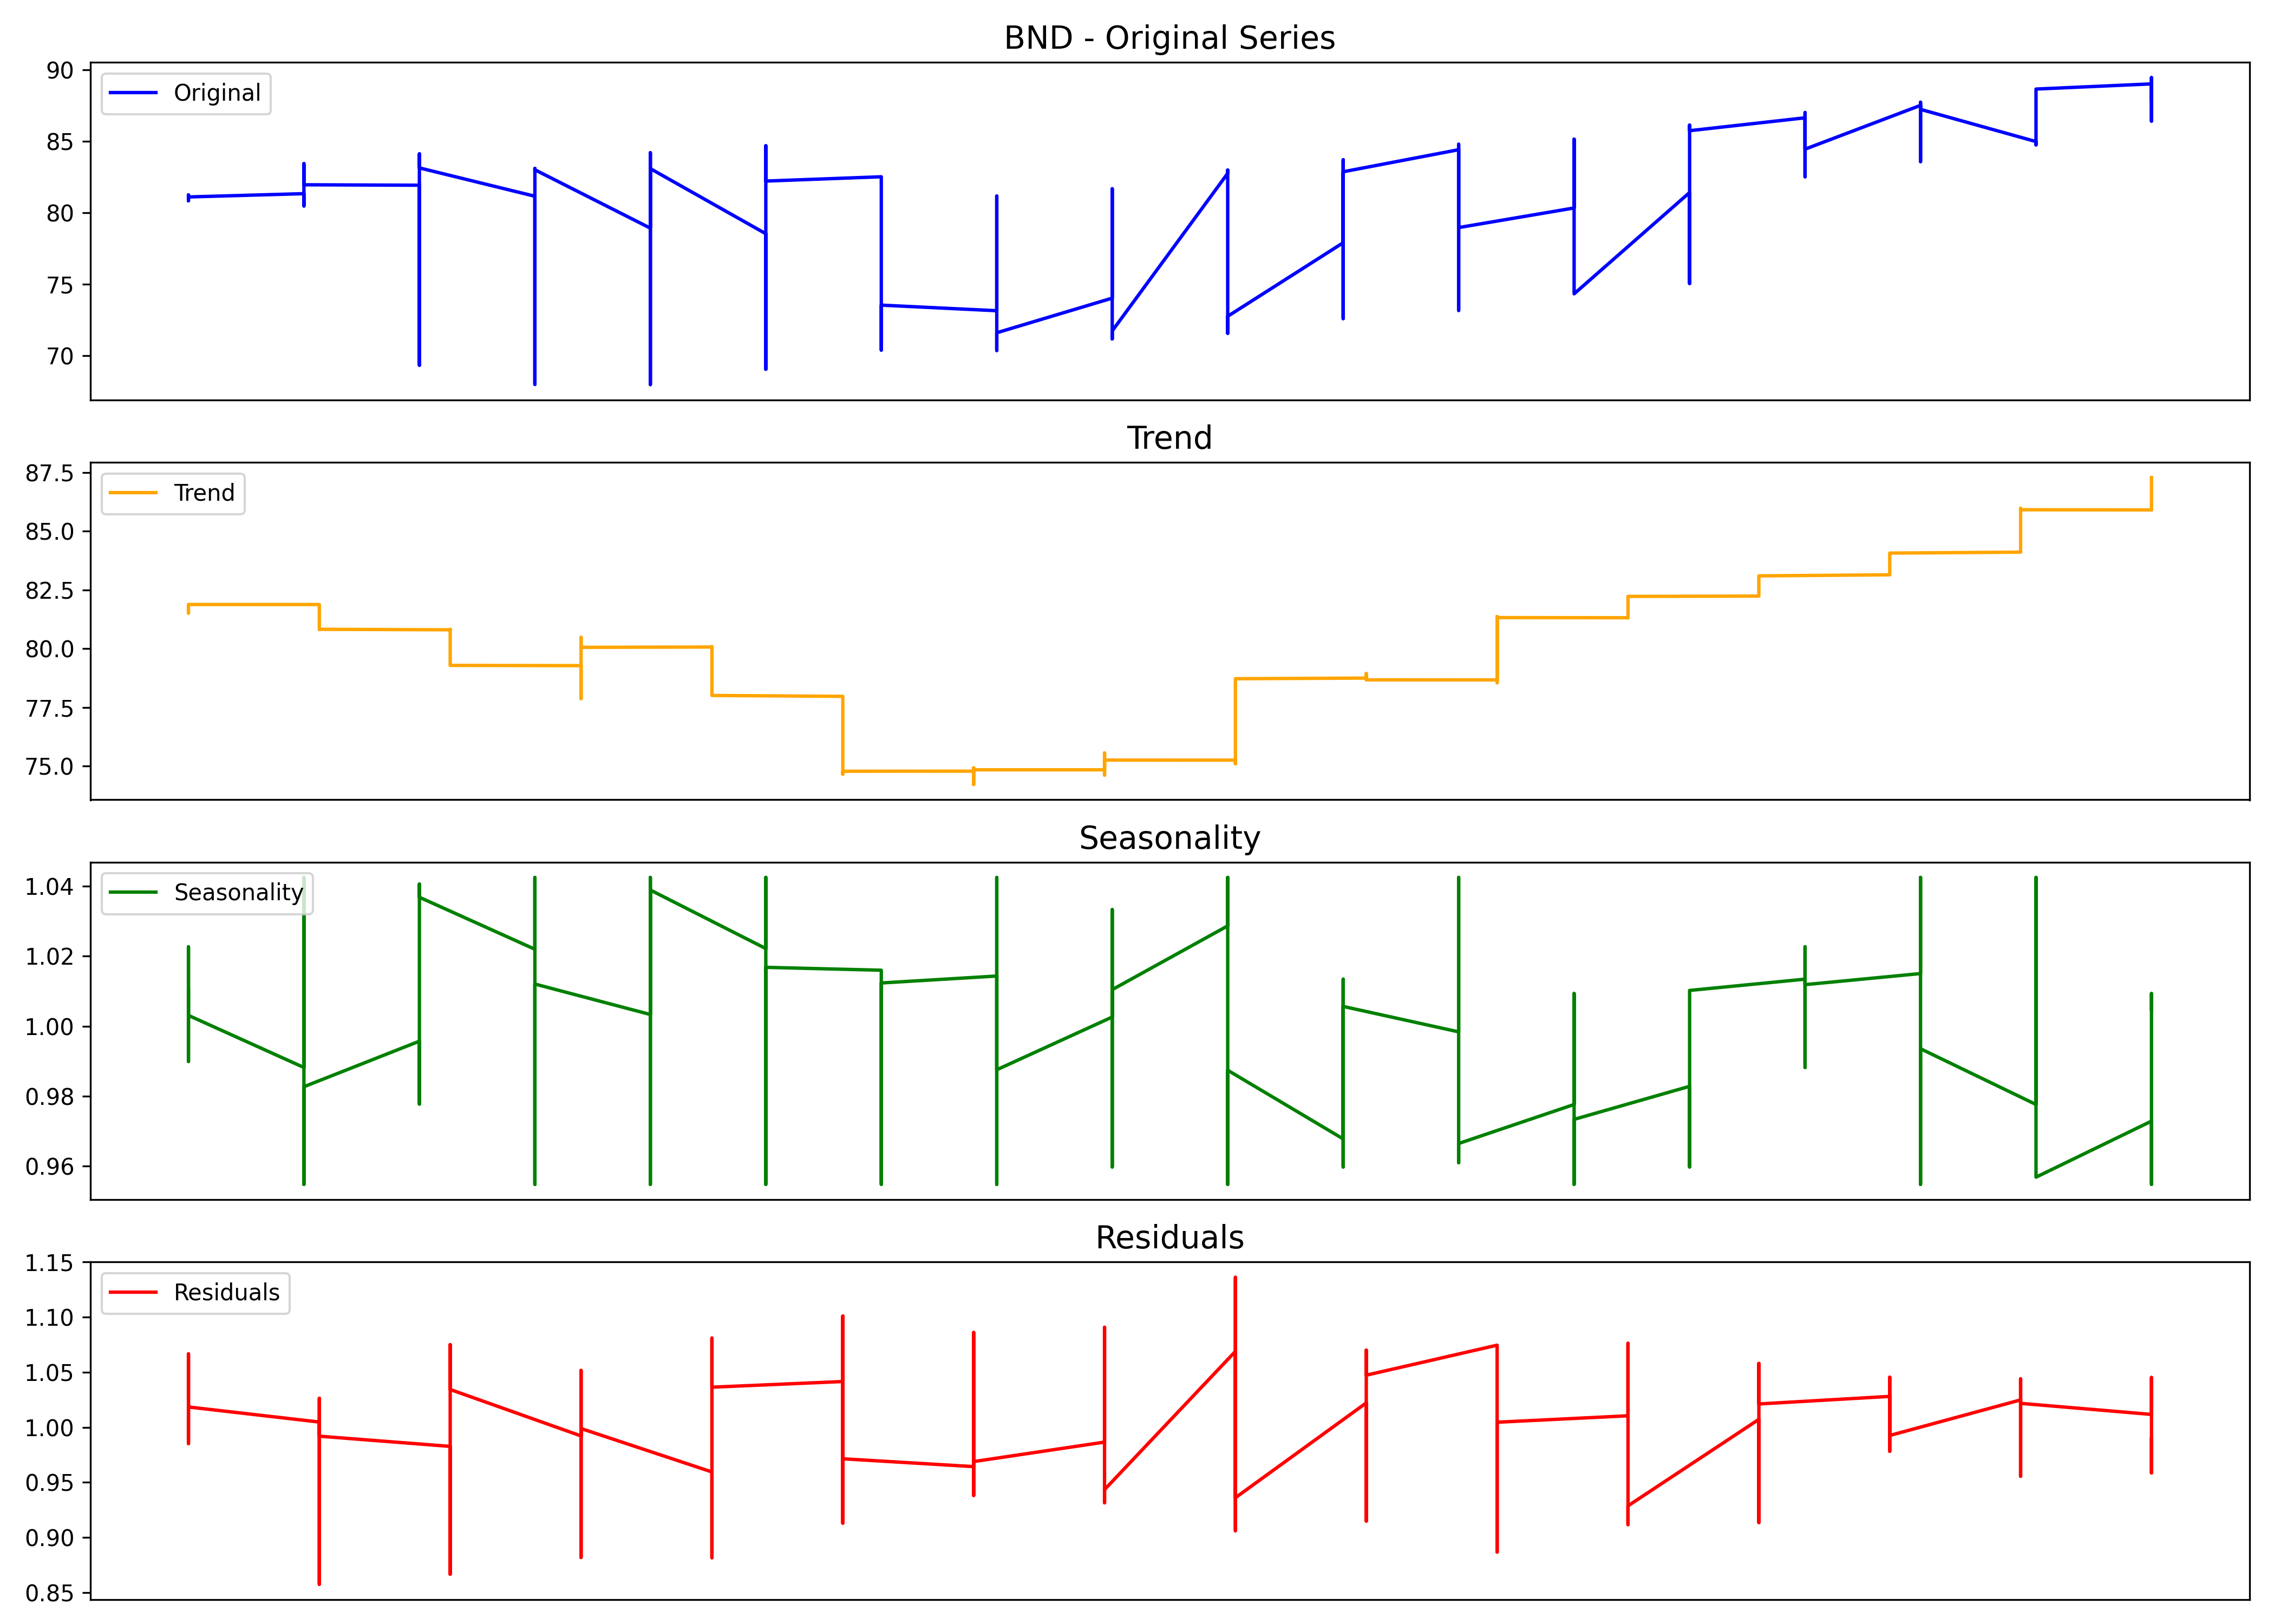 BND - Original Series
90
85
80
75
70
Original
Trend
87.5
85.0
82.5
80.0
77.5
75.0
Trend
Seasonality
1.04
1.02
1.00
0.98
0.96
Seasonality
Residuals
1.15
1.10
1.05
1.00
0.95
0.90
0.85
Residuals